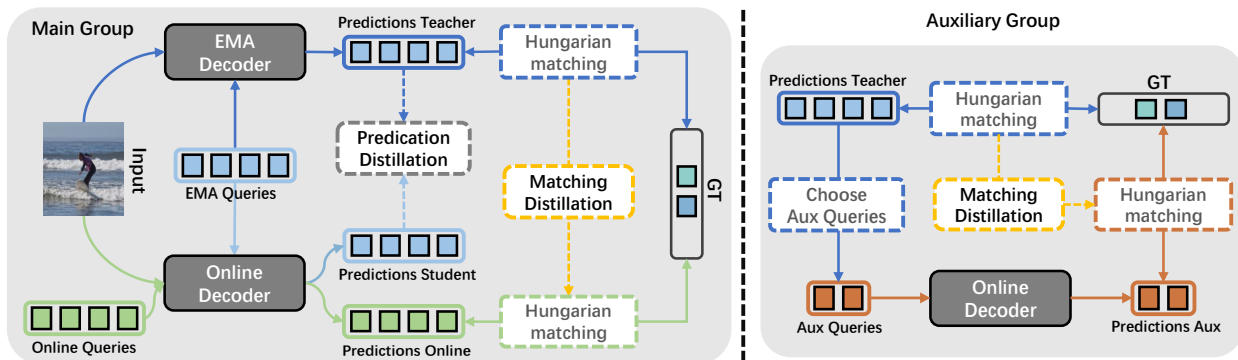 Main Group
EMA
Decoder
Predictions Teacher
Hungarian
matching
Input
EMA Queries
Predication
Distillation
Matching
Distillation
GT
Online
Decoder
Predictions Student
Online Queries
Predictions Online
Hungarian
matching
Auxiliary Group
Predictions Teacher
Hungarian
matching
GT
Choose
Aux Queries
Matching
Distillation
Hungarian
matching
Aux Queries
Online
Decoder
Predictions Aux